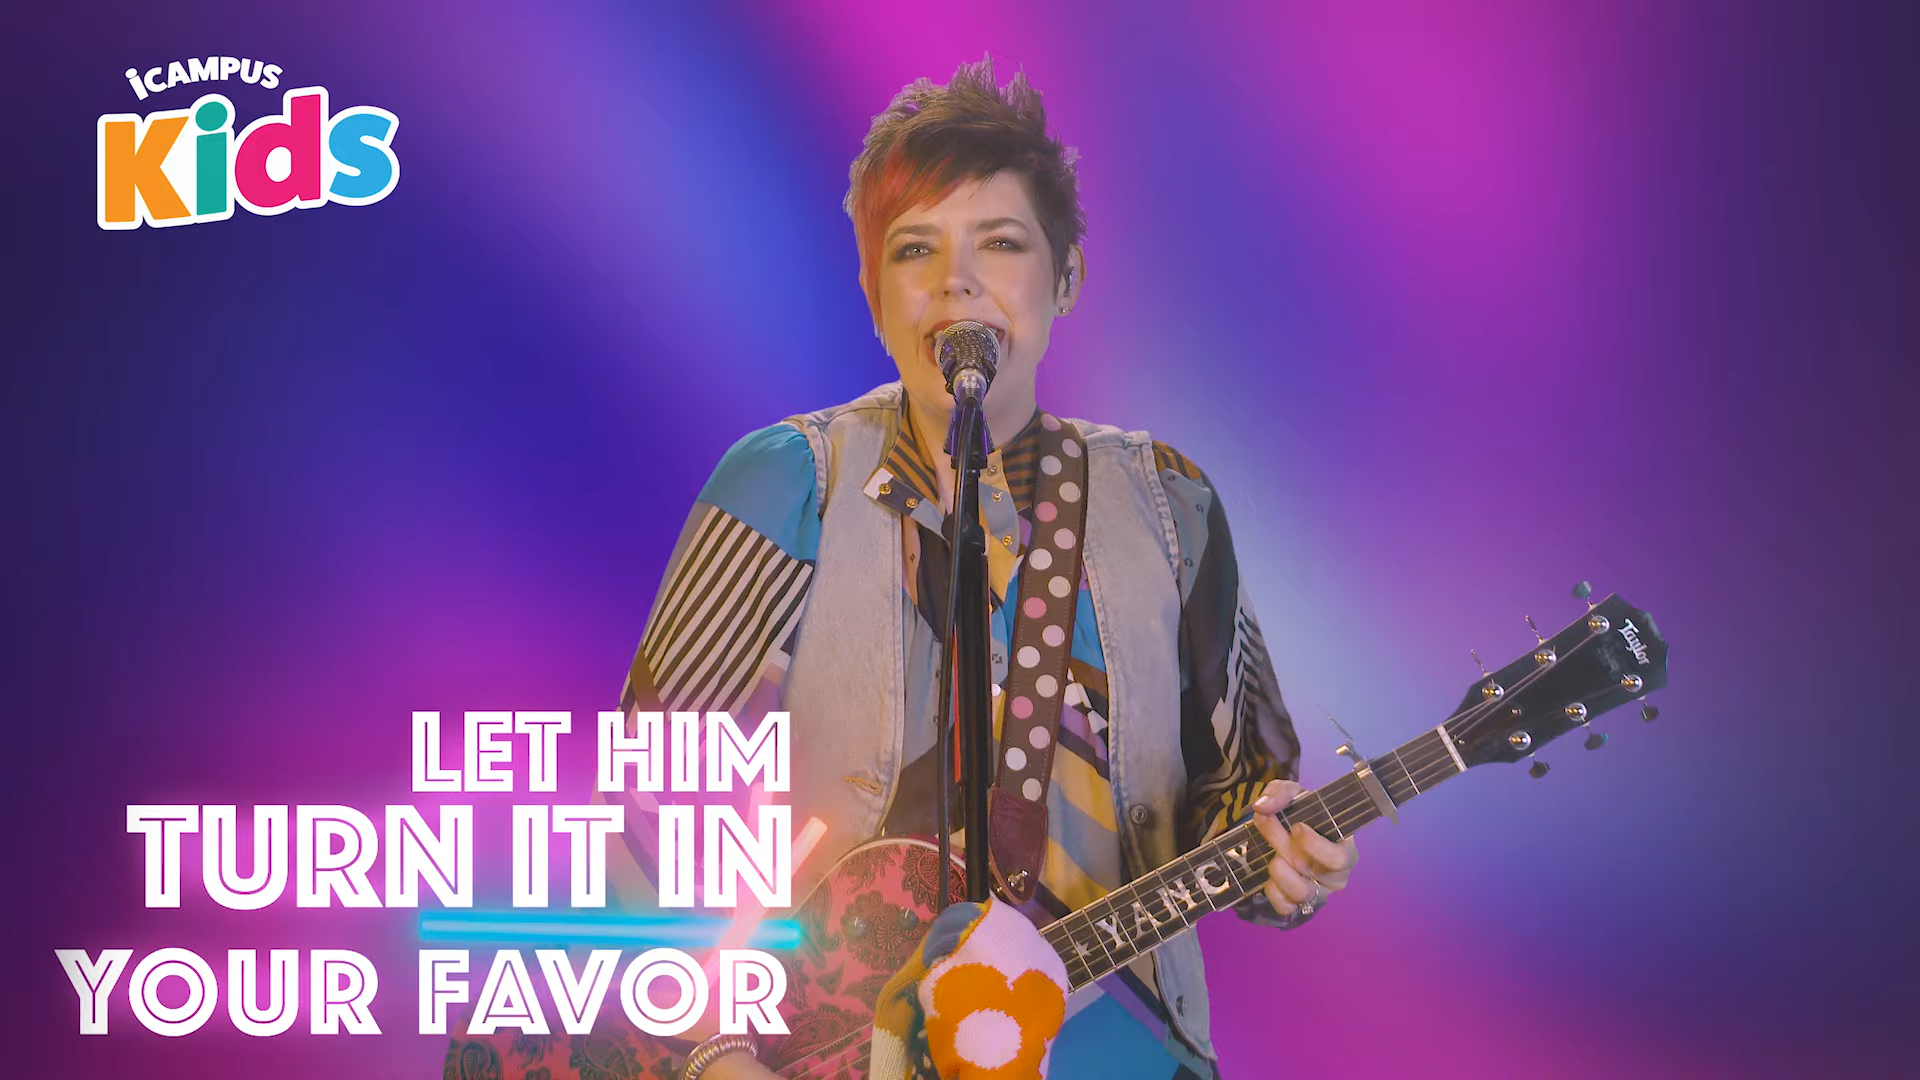 iCAMPUS
Kids
Taylor
LET HIM
TURN IT IN
YOUR FAVOR
YANCY